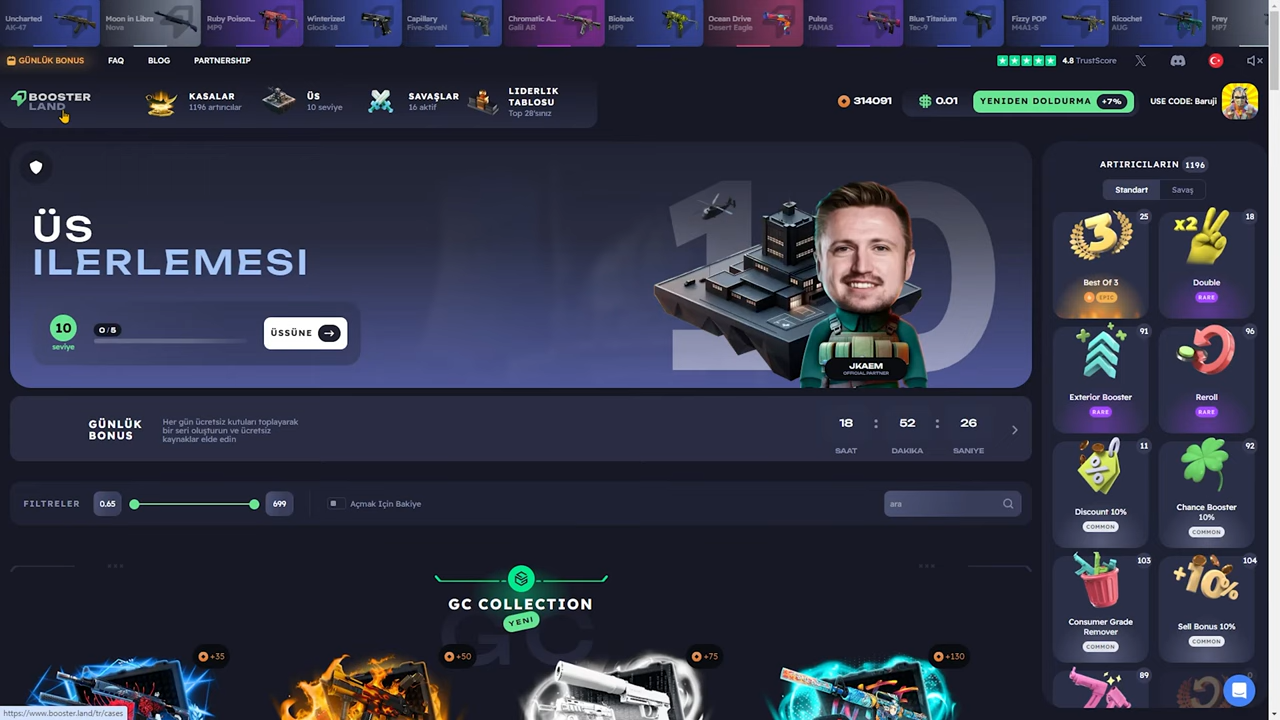 Uncharted
AK-47
Moon in Libra
Nova
Ruby Poison...
MP9
Winterized
Glock-18
Capillary
Five-SeveN
Chromatic A...
Galil AR
Bioleak
MP9
Ocean Drive
Desert Eagle
Pulse
FAMAS
Blue Titanium
Tec-9
Fizzy POP
M4A1-S
Ricochet
AUG
Prey
MP7
GÜNLÜK BONUS
FAQ
BLOG
PARTNERSHIP
4.8 TrustScore
BOOSTER
LAND
KASALAR
1196 artırıcılar
ÜS
10 seviye
SAVAŞLAR
16 aktif
LIDERLIK
TABLOSU
Top 28'sınız
314091
0.01
YENIDEN DOLDURMA +7%
USE CODE: Baruji
ÜS
ILERLEMESI
10
seviye
0 / 5
ÜSSÜNE
10
JKAEM
OFFICIAL PARTNER
GÜNLÜK
BONUS
Her gün ücretsiz kutuları toplayarak
bir seri oluşturun ve ücretsiz
kaynaklar elde edin
18 : 52 : 26
SAAT DAKIKA SANIYE
FILTRELER
0.65
699
Açmak Için Bakiye
ara
GC COLLECTION
YENİ
GC
+35
+50
+75
+130
ARTIRICILARIN 1196
Standart
Savaş
25
3
Best Of 3
EPIC
18
x2
Double
RARE
91
Exterior Booster
RARE
96
Reroll
RARE
11
%
Discount 10%
COMMON
92
Chance Booster
10%
COMMON
103
Consumer Grade
Remover
COMMON
104
+10%
Sell Bonus 10%
COMMON
89
https://www.booster.land/tr/cases